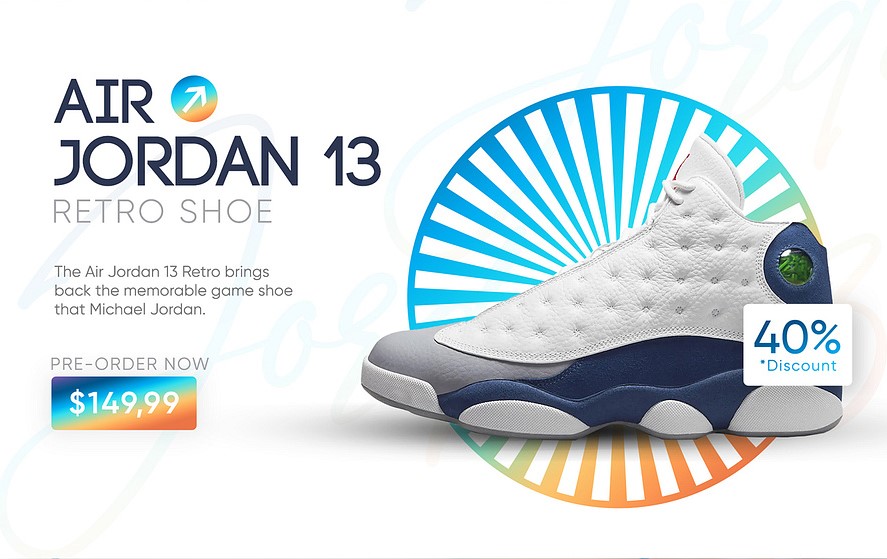 AIR
JORDAN 13
RETRO SHOE
The Air Jordan 13 Retro brings
back the memorable game shoe
that Michael Jordan.
PRE-ORDER NOW
$149,99
40%
*Discount